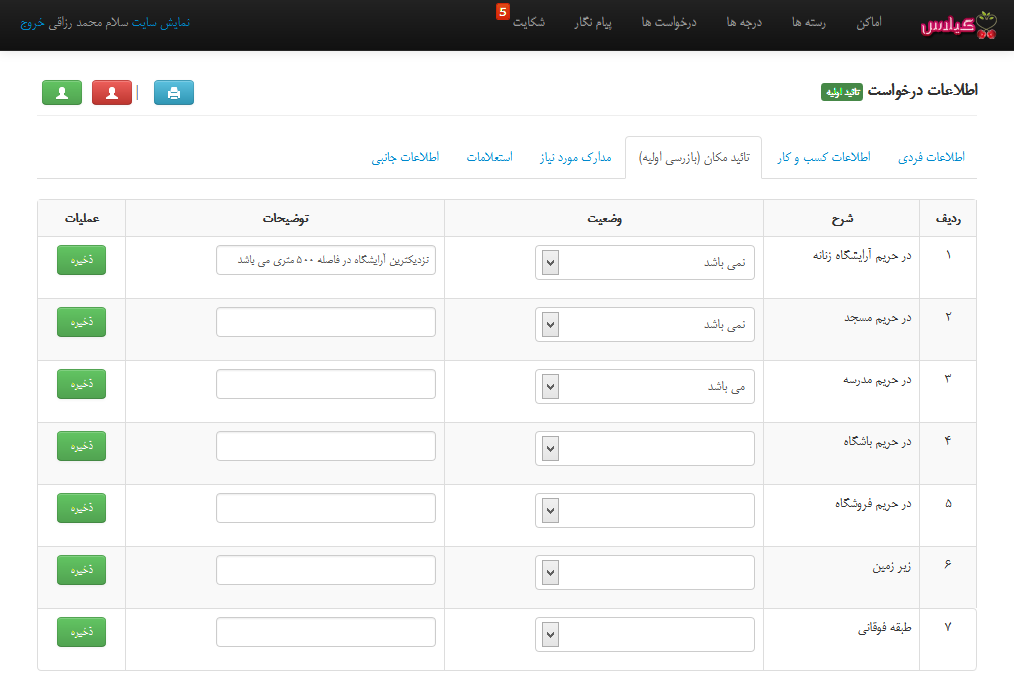 گیلاس
اماکن
رسته ها
درجه ها
درخواست ها
پیام نگار
شکایت 5
نمایش سایت سلام محمد رزاقی خروج
اطلاعات درخواست تائید اولیه
اطلاعات فردی
اطلاعات کسب و کار
تائید مکان (بازرسی اولیه)
مدارک مورد نیاز
استعلامات
اطلاعات جانبی
ردیف شرح وضعیت توضیحات عملیات
۱ در حریم آرایشگاه زنانه نمی باشد نزدیکترین آرایشگاه در فاصله ۵۰۰ متری می باشد ذخیره
۲ در حریم مسجد نمی باشد ذخیره
۳ در حریم مدرسه می باشد ذخیره
۴ در حریم باشگاه ذخیره
۵ در حریم فروشگاه ذخیره
۶ زیر زمین ذخیره
۷ طبقه فوقانی ذخیره